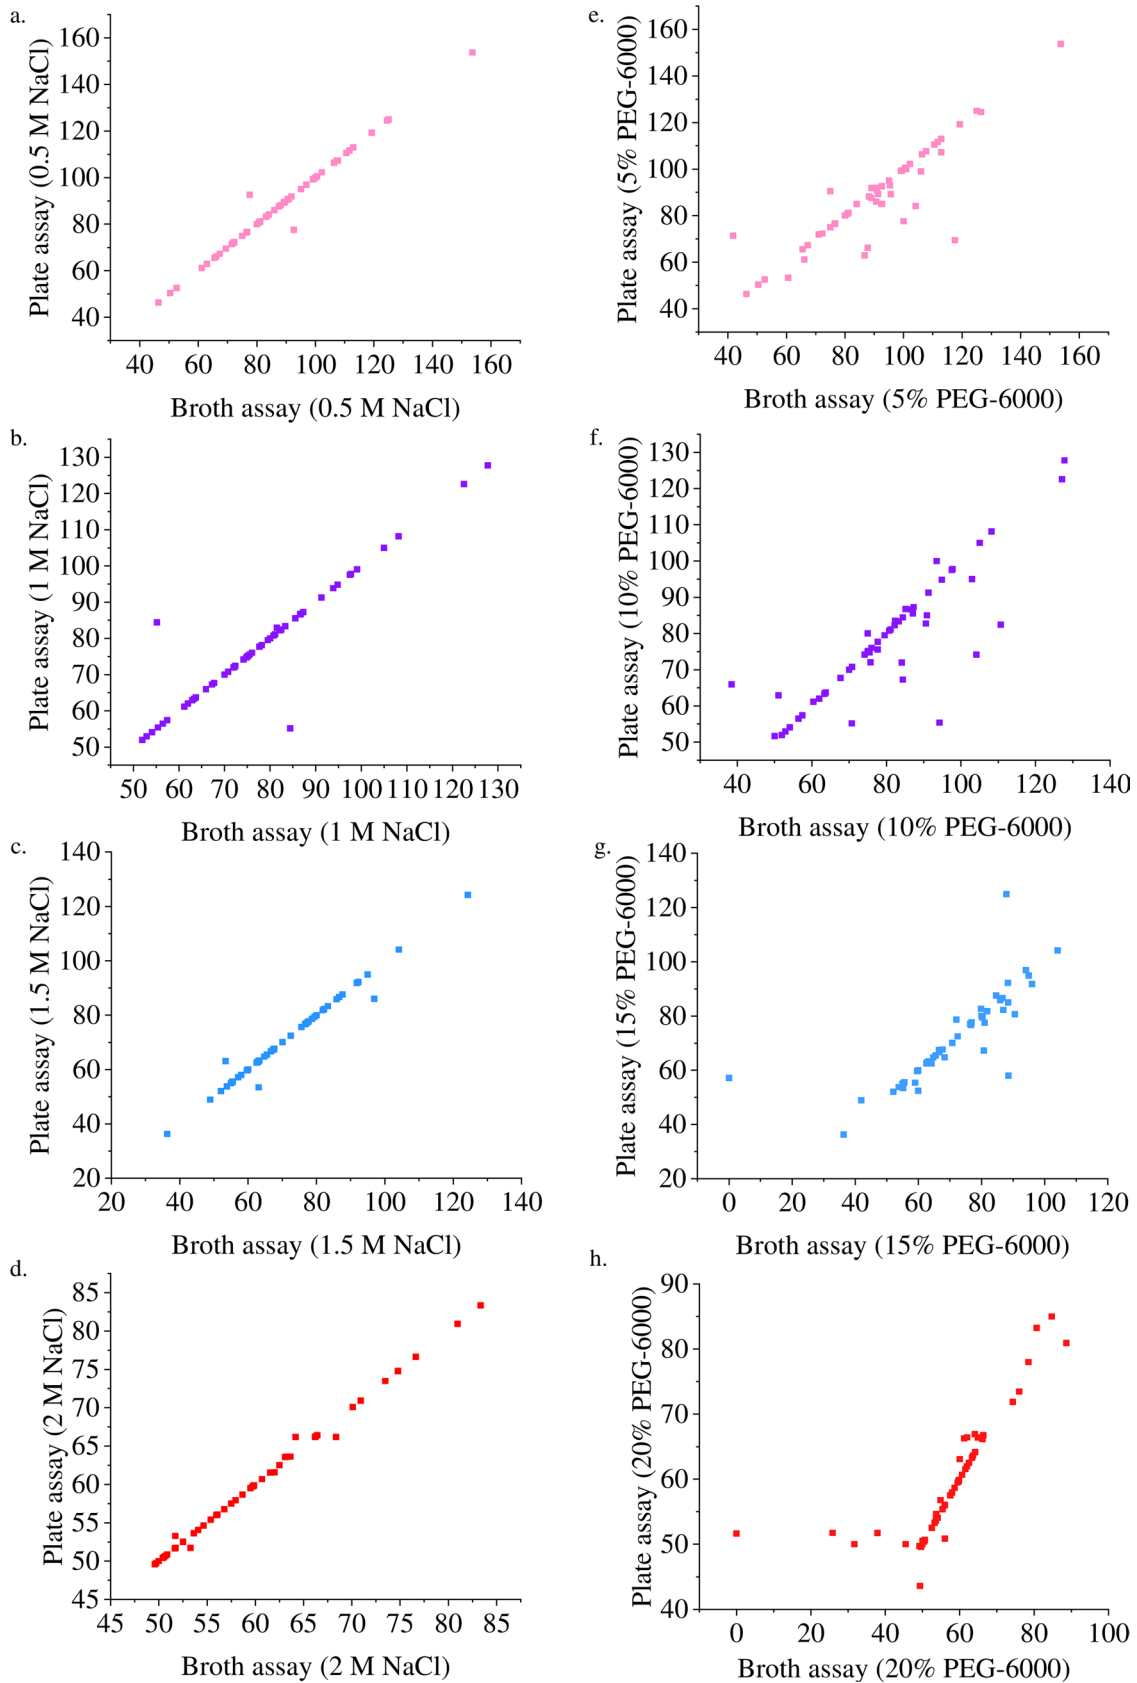 a.
Plate assay (0.5 M NaCl)
160
140
120
100
80
60
40
40 60 80 100 120 140 160
Broth assay (0.5 M NaCl)
e.
Plate assay (5% PEG-6000)
160
140
120
100
80
60
40
40 60 80 100 120 140 160
Broth assay (5% PEG-6000)
b.
Plate assay (1 M NaCl)
130
120
110
100
90
80
70
60
50
50 60 70 80 90 100 110 120 130
Broth assay (1 M NaCl)
f.
Plate assay (10% PEG-6000)
130
120
110
100
90
80
70
60
50
40 60 80 100 120 140
Broth assay (10% PEG-6000)
c.
Plate assay (1.5 M NaCl)
140
120
100
80
60
40
20
20 40 60 80 100 120 140
Broth assay (1.5 M NaCl)
g.
Plate assay (15% PEG-6000)
140
120
100
80
60
40
20
0 20 40 60 80 100 120
Broth assay (15% PEG-6000)
d.
Plate assay (2 M NaCl)
85
80
75
70
65
60
55
50
45
45 50 55 60 65 70 75 80 85
Broth assay (2 M NaCl)
h.
Plate assay (20% PEG-6000)
90
80
70
60
50
40
0 20 40 60 80 100
Broth assay (20% PEG-6000)